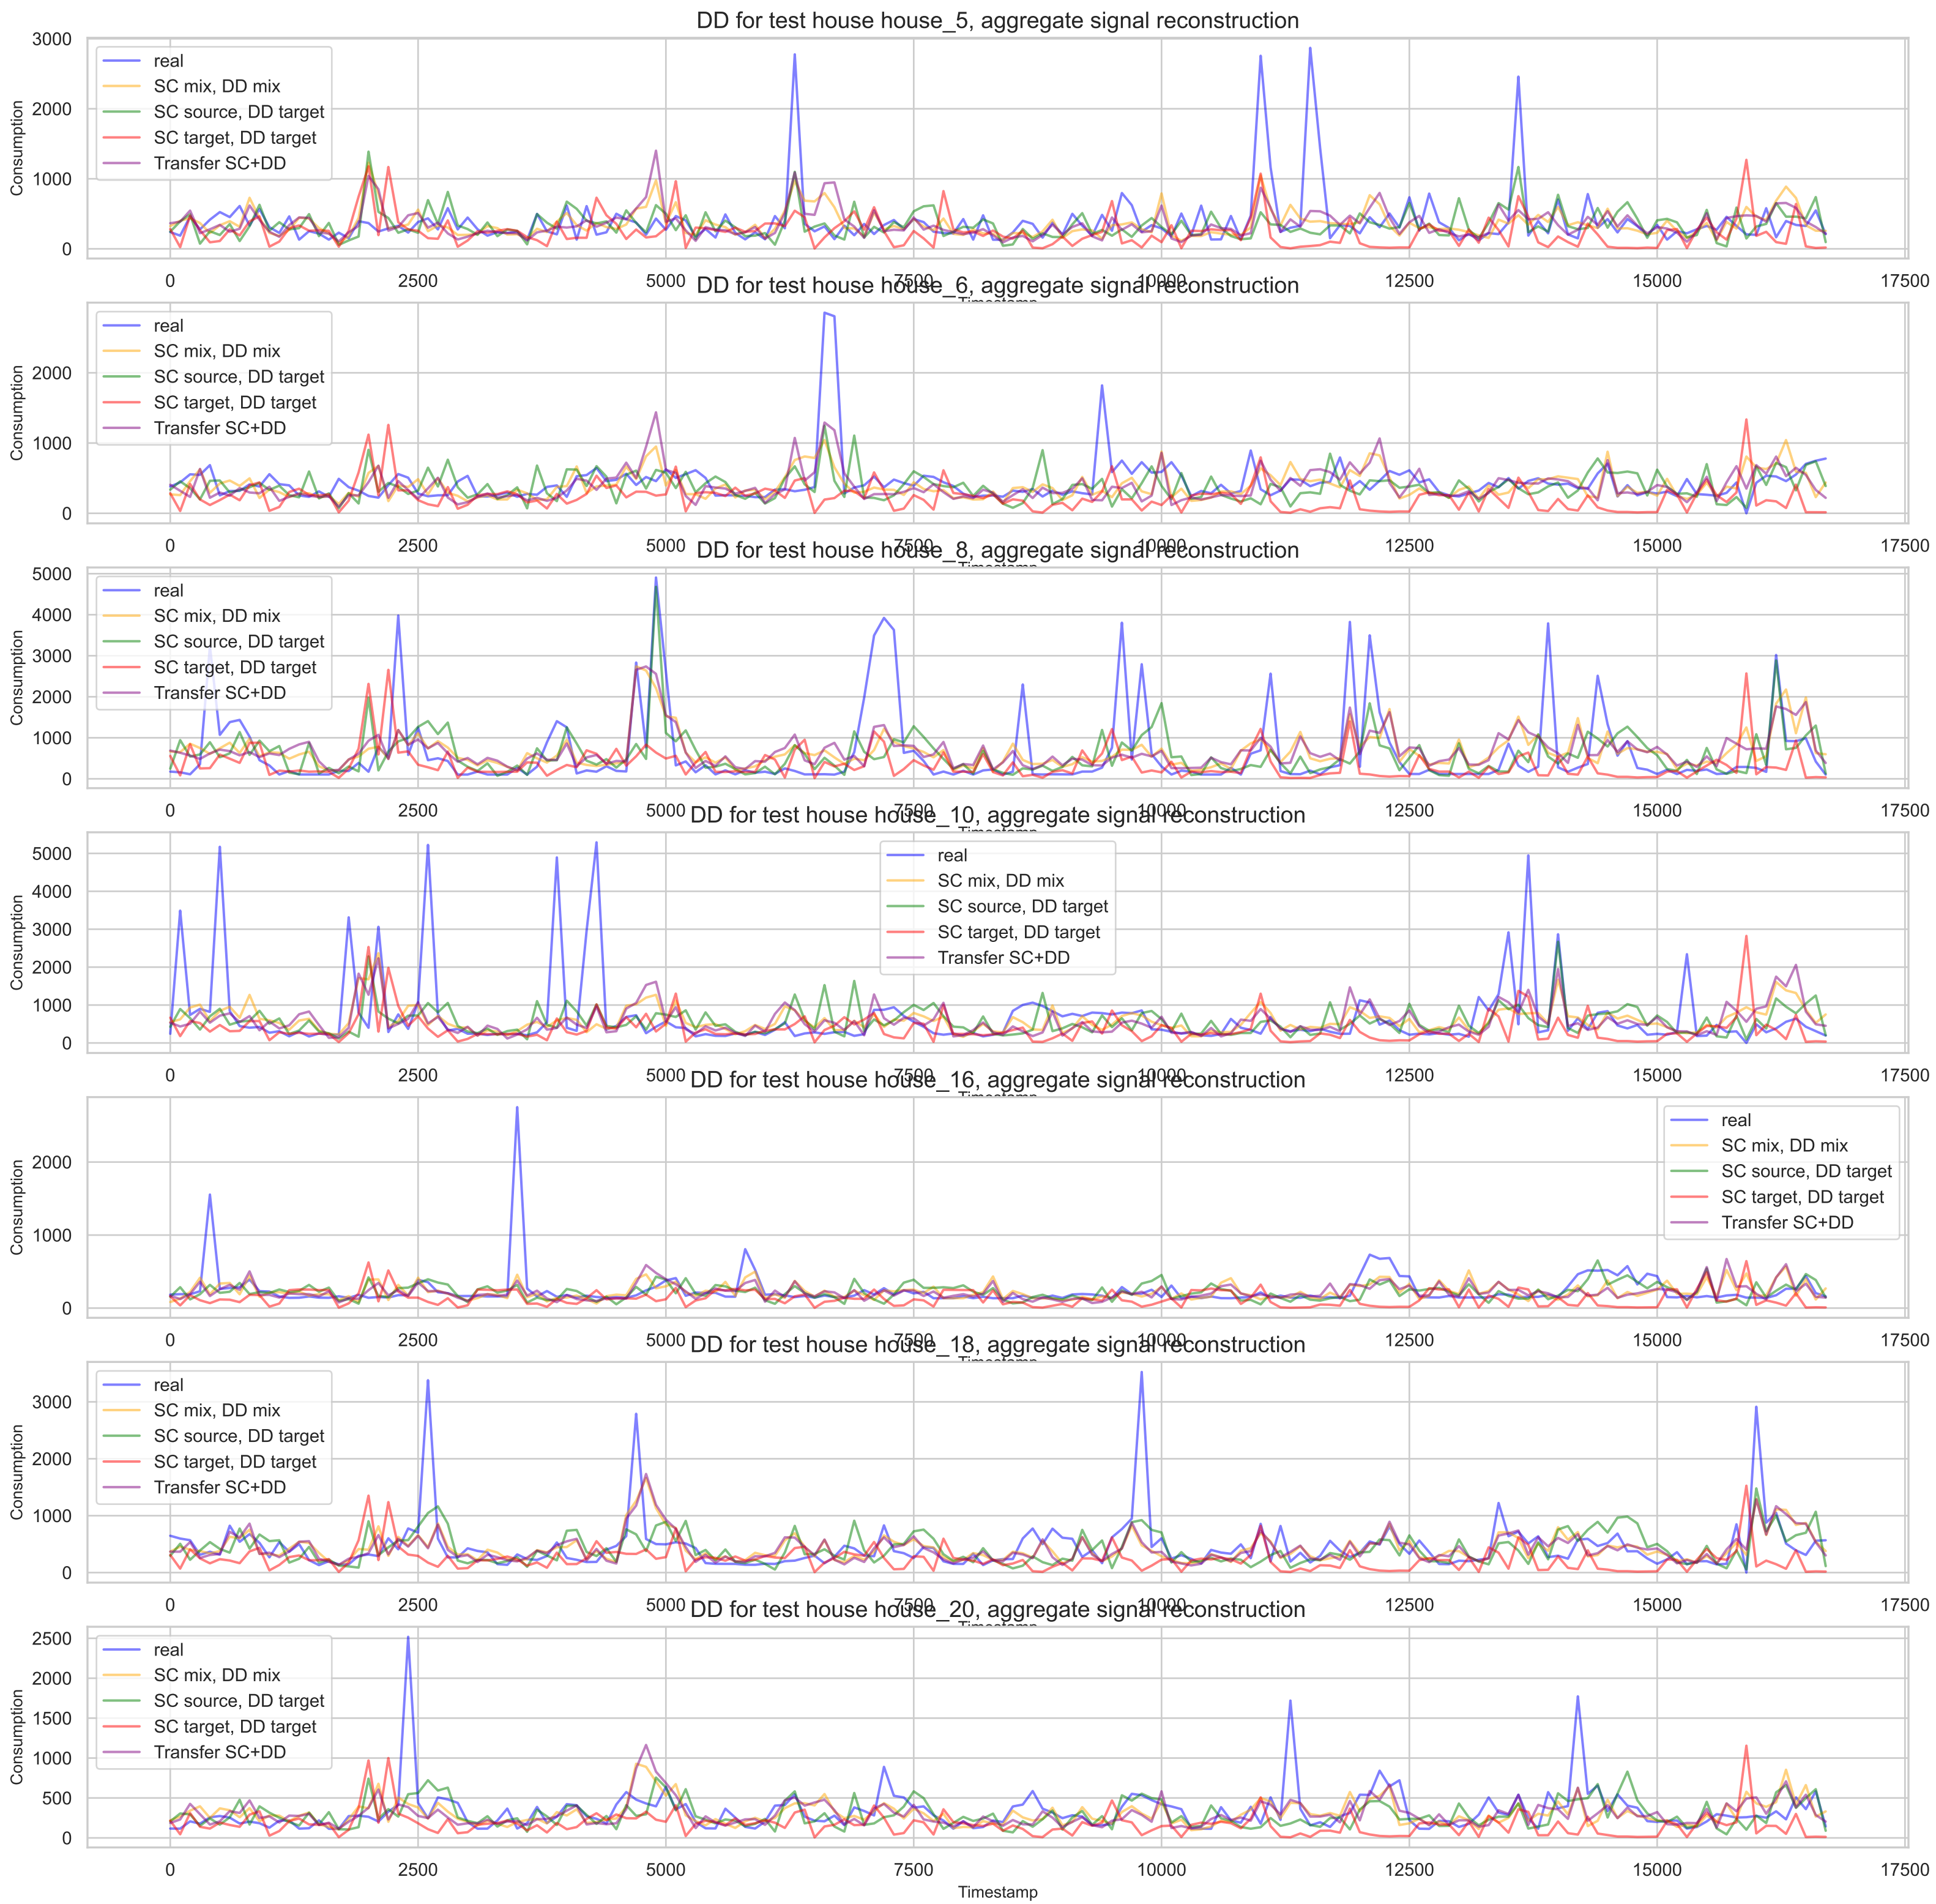 DD for test house house_5, aggregate signal reconstruction
3000
2000
1000
0
Consumption
real
SC mix, DD mix
SC source, DD target
SC target, DD target
Transfer SC+DD
0 2500 5000 7500 10000 12500 15000 17500
Timestamp
DD for test house house_6, aggregate signal reconstruction
2000
1000
0
Consumption
real
SC mix, DD mix
SC source, DD target
SC target, DD target
Transfer SC+DD
0 2500 5000 7500 10000 12500 15000 17500
Timestamp
DD for test house house_8, aggregate signal reconstruction
5000
4000
3000
2000
1000
0
Consumption
real
SC mix, DD mix
SC source, DD target
SC target, DD target
Transfer SC+DD
0 2500 5000 7500 10000 12500 15000 17500
Timestamp
DD for test house house_10, aggregate signal reconstruction
5000
4000
3000
2000
1000
0
Consumption
real
SC mix, DD mix
SC source, DD target
SC target, DD target
Transfer SC+DD
0 2500 5000 7500 10000 12500 15000 17500
Timestamp
DD for test house house_16, aggregate signal reconstruction
2000
1000
0
Consumption
real
SC mix, DD mix
SC source, DD target
SC target, DD target
Transfer SC+DD
0 2500 5000 7500 10000 12500 15000 17500
Timestamp
DD for test house house_18, aggregate signal reconstruction
3000
2000
1000
0
Consumption
real
SC mix, DD mix
SC source, DD target
SC target, DD target
Transfer SC+DD
0 2500 5000 7500 10000 12500 15000 17500
Timestamp
DD for test house house_20, aggregate signal reconstruction
2500
2000
1500
1000
500
0
Consumption
real
SC mix, DD mix
SC source, DD target
SC target, DD target
Transfer SC+DD
0 2500 5000 7500 10000 12500 15000 17500
Timestamp